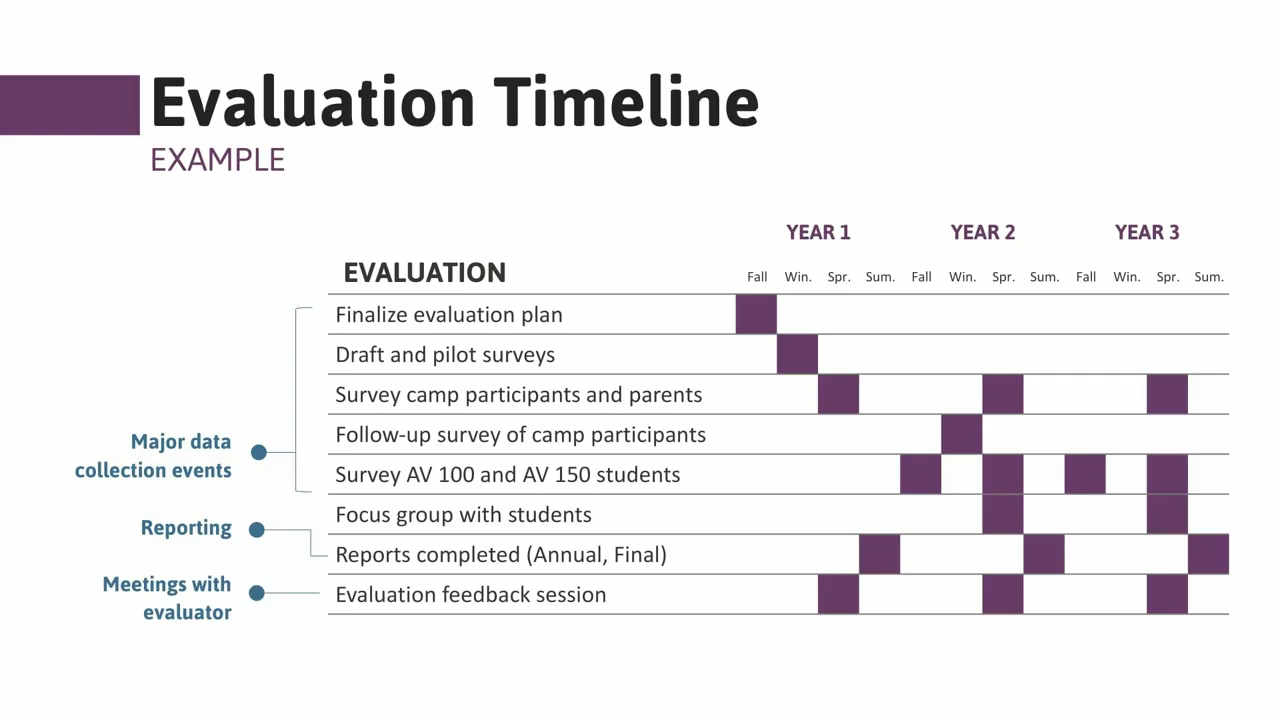 Evaluation Timeline
EXAMPLE
YEAR 1 YEAR 2 YEAR 3
EVALUATION Fall Win. Spr. Sum. Fall Win. Spr. Sum. Fall Win. Spr. Sum.
Finalize evaluation plan
Draft and pilot surveys
Survey camp participants and parents
Follow-up survey of camp participants
Survey AV 100 and AV 150 students
Focus group with students
Reports completed (Annual, Final)
Evaluation feedback session
Major data
collection events
Reporting
Meetings with
evaluator